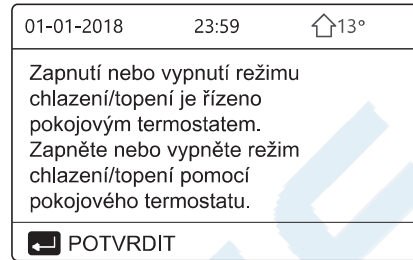 01-01-2018 23:59 13°
Zapnutí nebo vypnutí režimu
chlazení/topení je řízeno
pokojovým termostatem.
Zapněte nebo vypněte režim
chlazení/topení pomocí
pokojového termostatu.
POTVRDIT